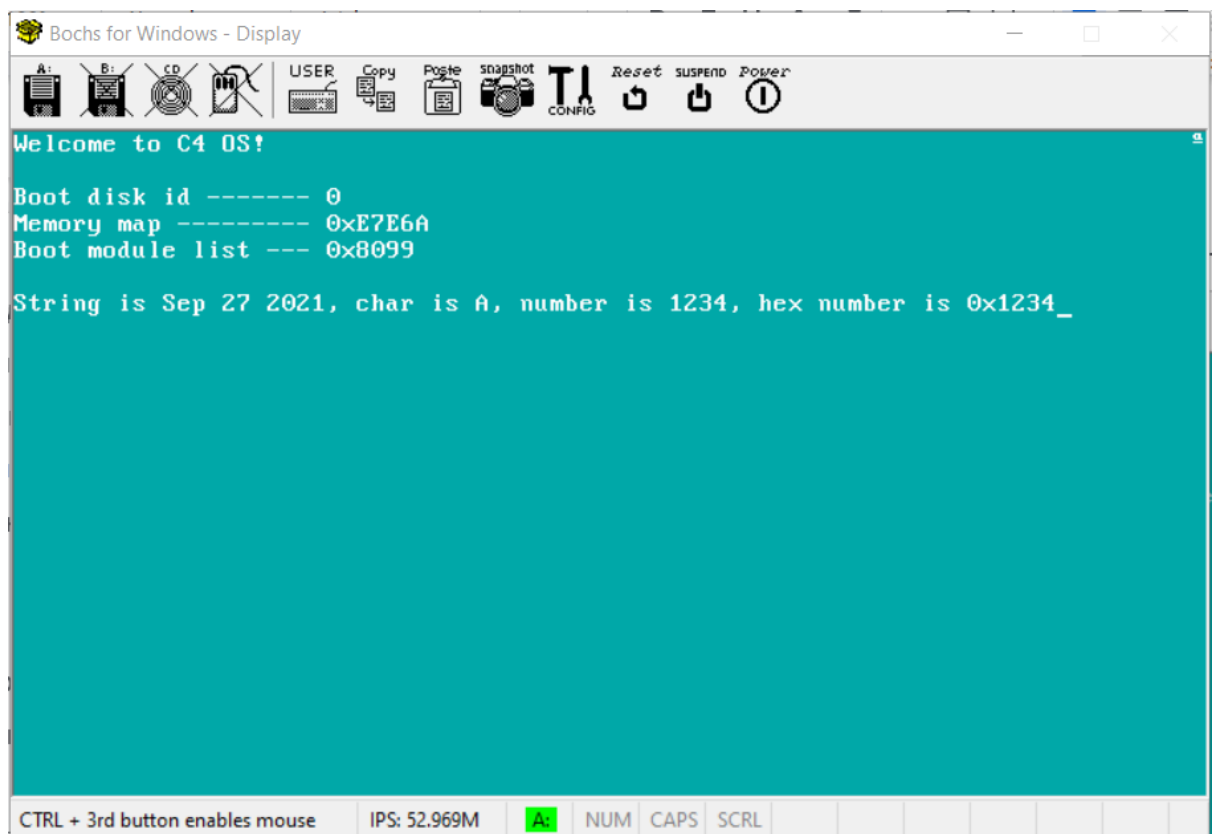 Bochs for Windows - Display
A: B: CD USER Copy Poste snapshot CONFIG Reset SUSPEND Power
Welcome to C4 OS!
Boot disk id ------- 0
Memory map --------- 0xE7E6A
Boot module list --- 0x8099
String is Sep 27 2021, char is A, number is 1234, hex number is 0x1234_
CTRL + 3rd button enables mouse IPS: 52.969M A: NUM CAPS SCRL